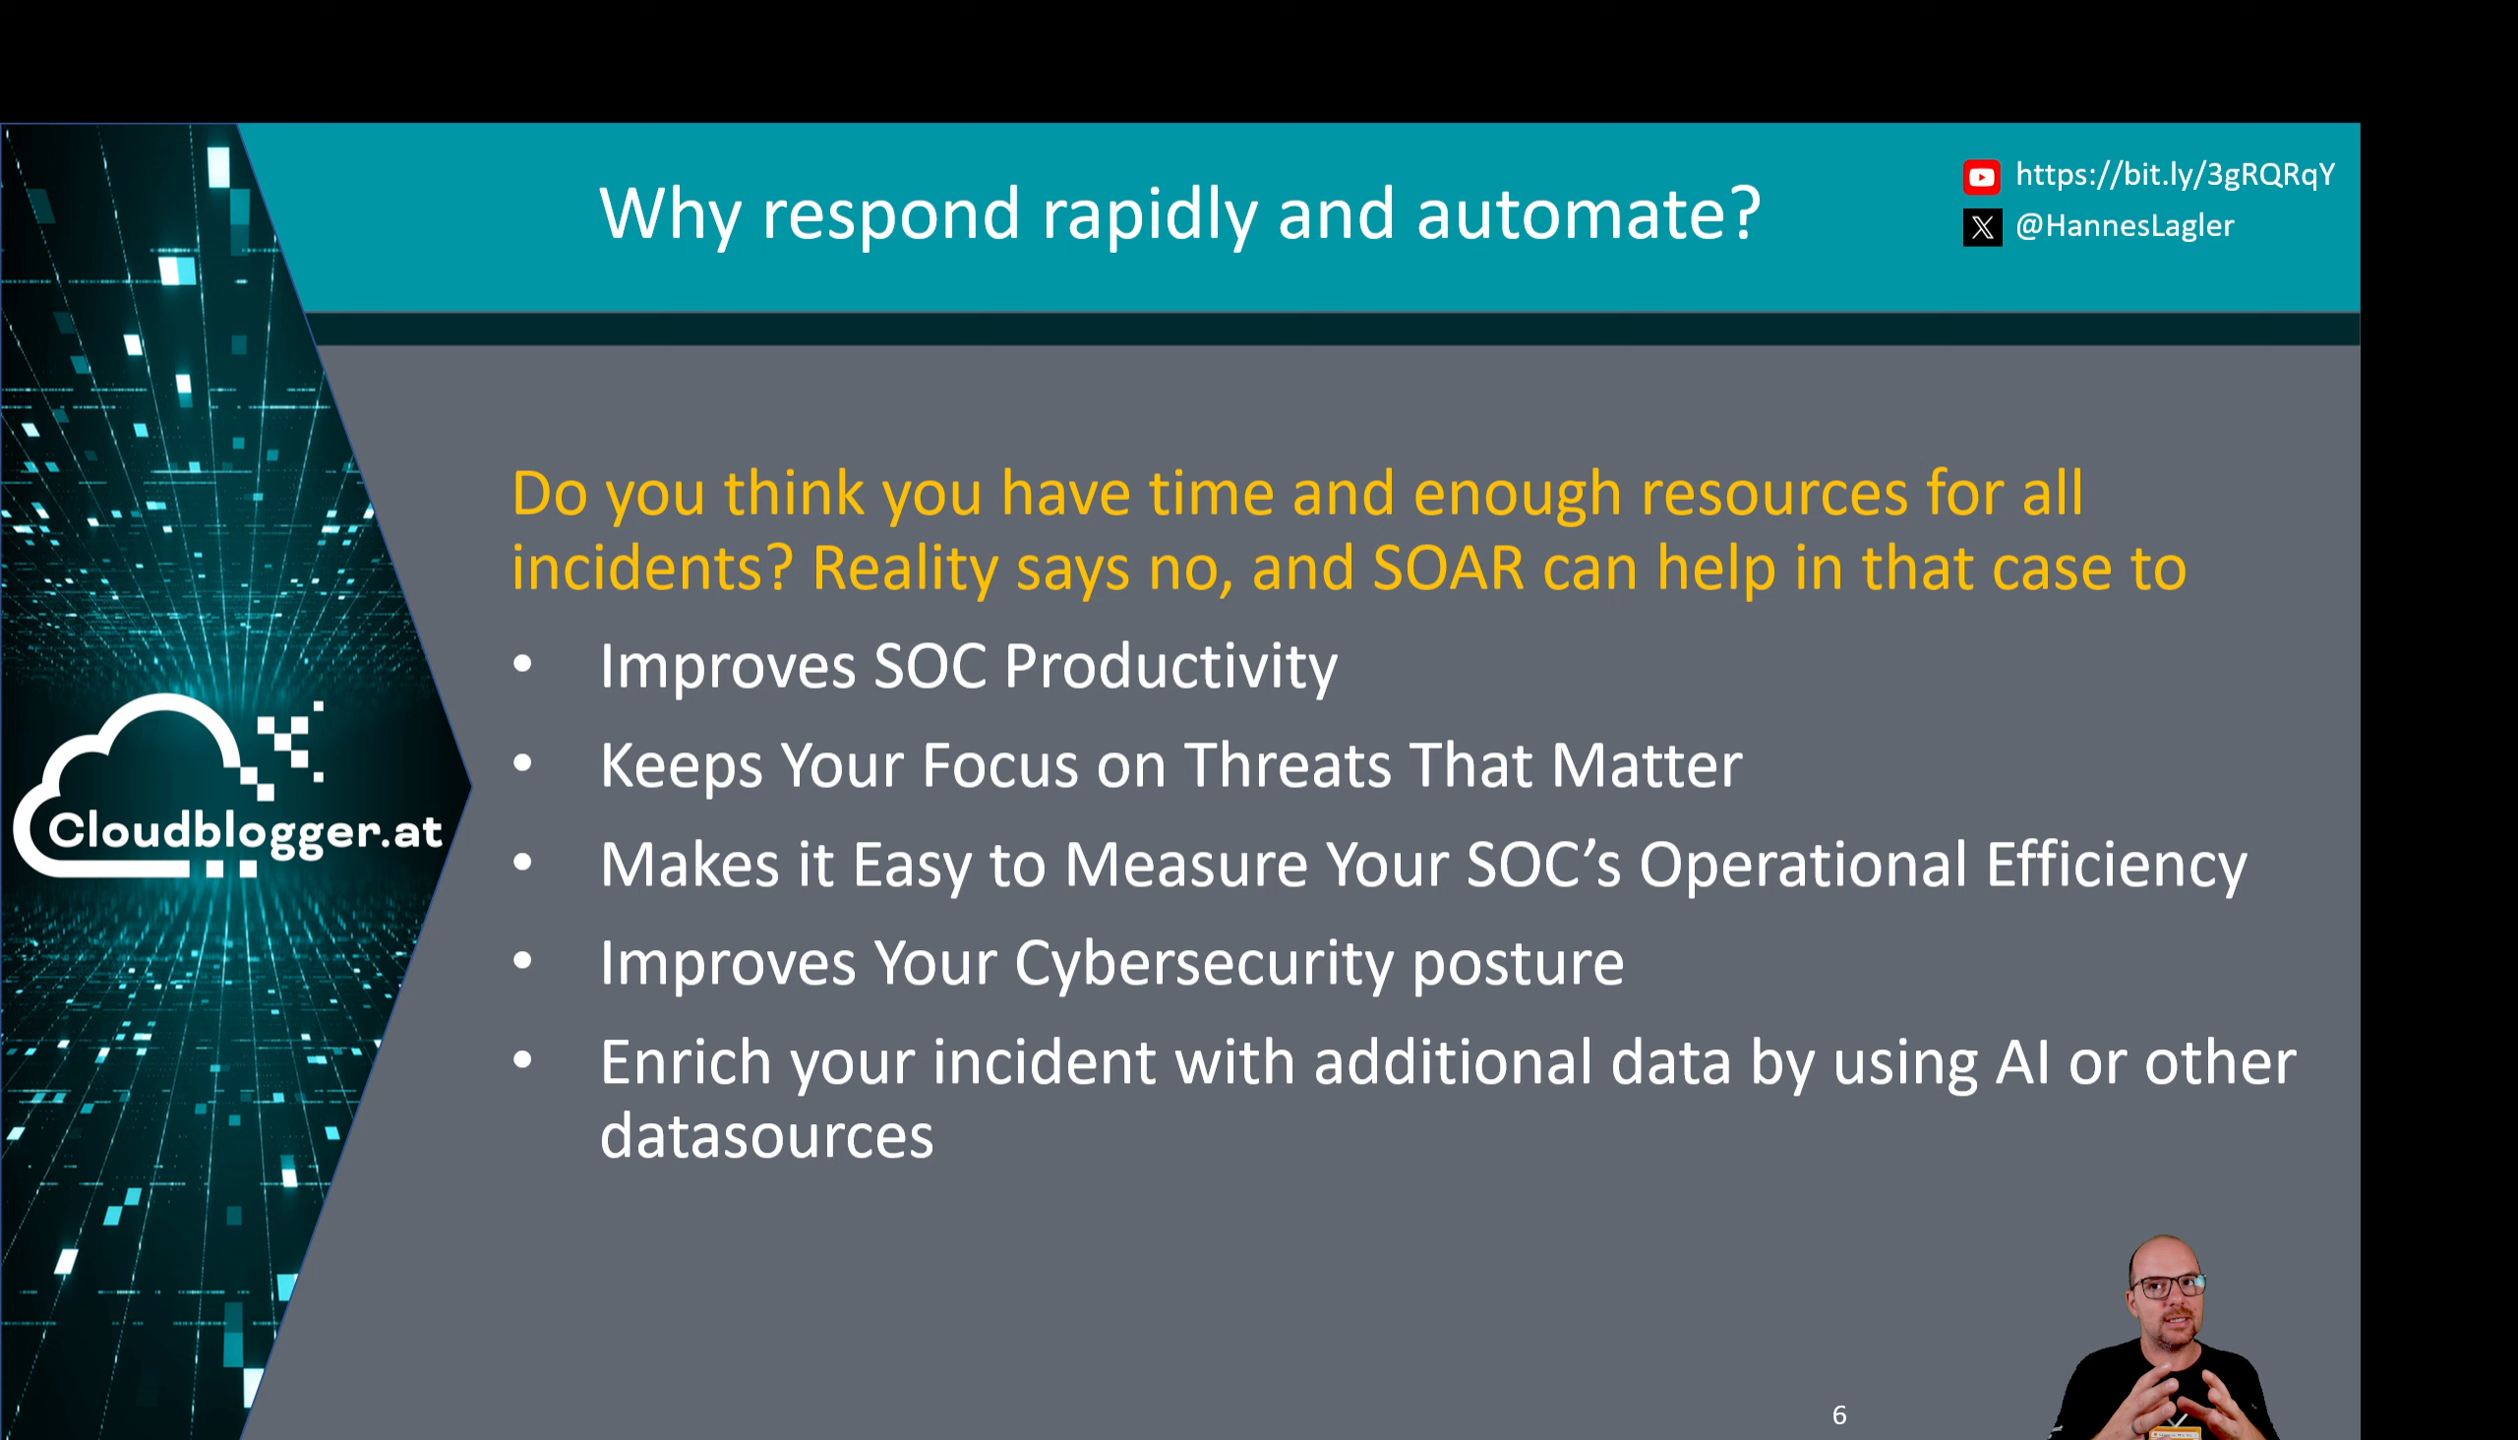 Why respond rapidly and automate?
https://bit.ly/3gRQRqY
@HannesLagler
Do you think you have time and enough resources for all
incidents? Reality says no, and SOAR can help in that case to
• Improves SOC Productivity
• Keeps Your Focus on Threats That Matter
• Makes it Easy to Measure Your SOC’s Operational Efficiency
• Improves Your Cybersecurity posture
• Enrich your incident with additional data by using AI or other
datasources
Cloudblogger.at
6